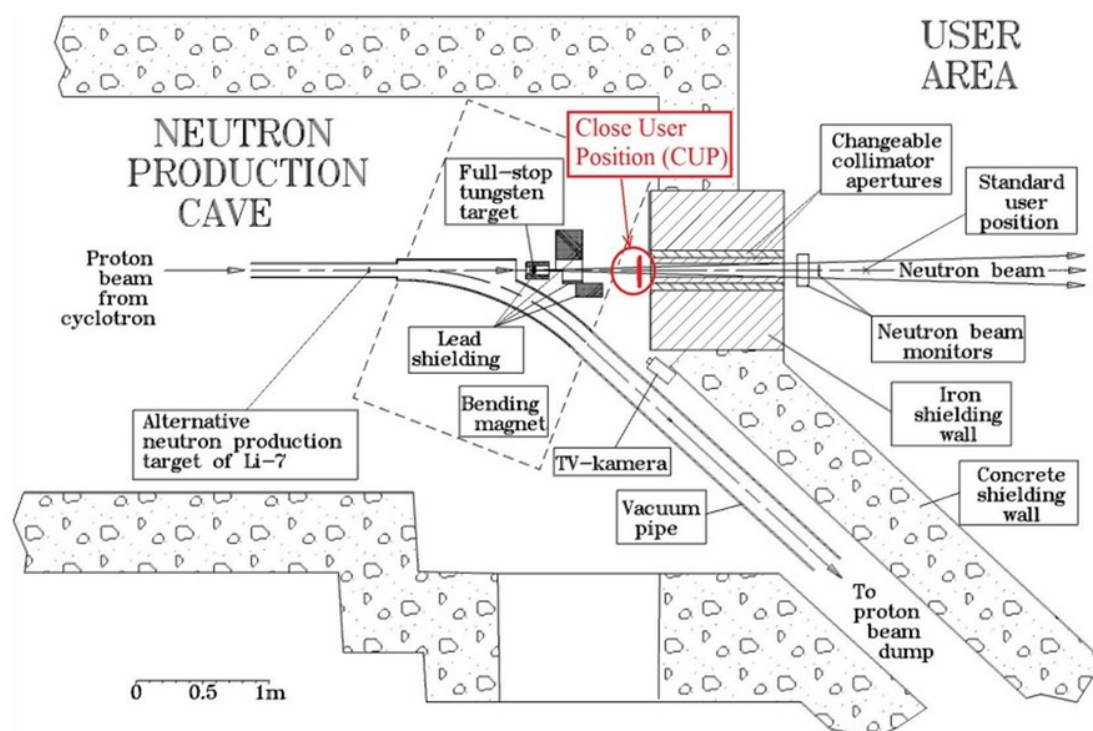 USER
AREA
NEUTRON
PRODUCTION
CAVE
Close User
Position (CUP)
Full-stop
tungsten
target
Changeable
collimator
apertures
Standard
user
position
Proton
beam
from
cyclotron
Neutron beam
Lead
shielding
Neutron beam
monitors
Bending
magnet
Alternative
neutron production
target of Li-7
TV-kamera
Iron
shielding
wall
Vacuum
pipe
Concrete
shielding
wall
To
proton
beam
dump
0 0.5 1m